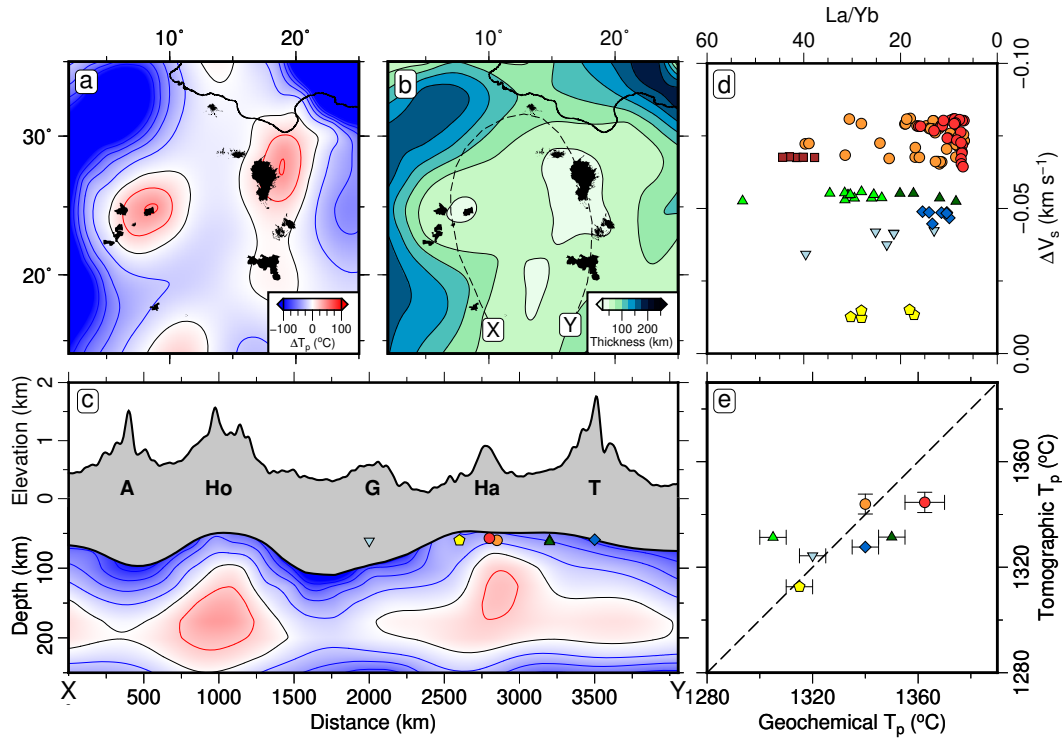 La/Yb
10˚ 20˚ 10˚ 20˚ 60 40 20 0
a b d
30˚ 20˚
−0.10 −0.05 0.00
ΔVs (km s−1)
−100 0 100
ΔTp (ºC)
X Y
100 200
Thickness (km)
c e
2 1 0
Elevation (km)
A Ho G Ha T
100 200
Depth (km)
1360 1320 1280
Tomographic Tp (ºC)
X 500 1000 1500 2000 2500 3000 3500 Y
Distance (km)
1280 1320 1360
Geochemical Tp (ºC)